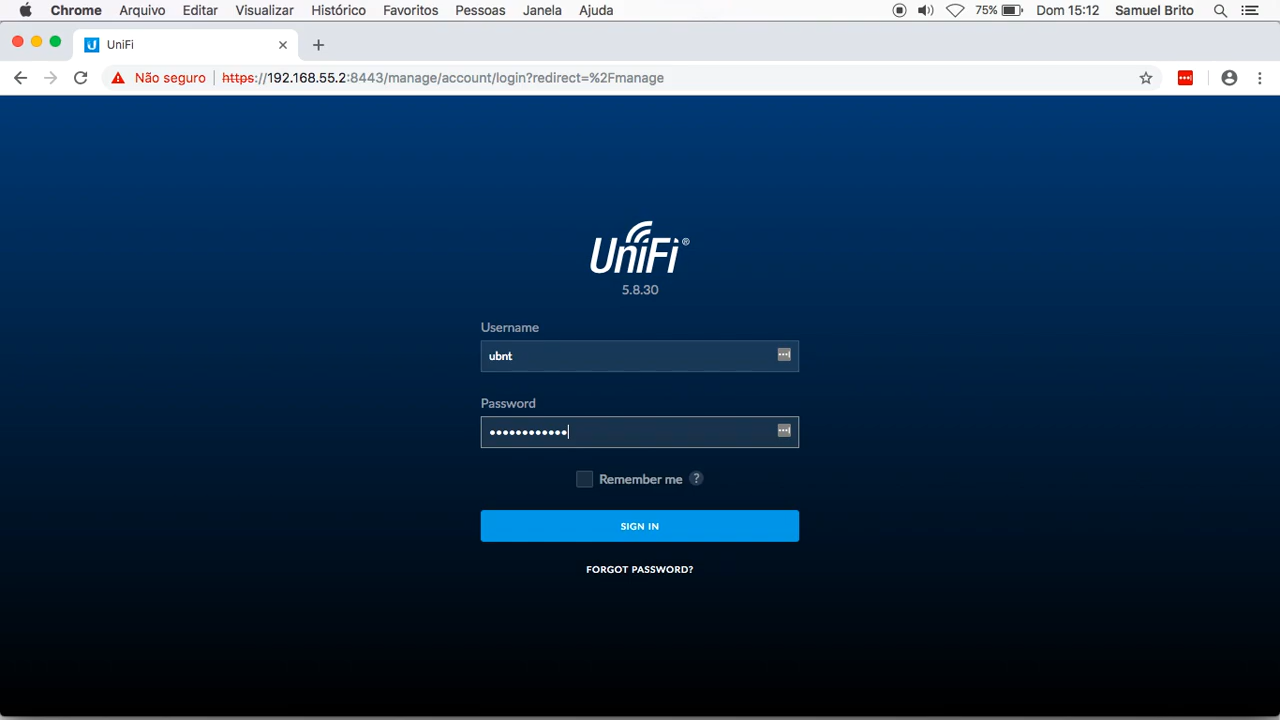 Chrome Arquivo Editar Visualizar Histórico Favoritos Pessoas Janela Ajuda 75% Dom 15:12 Samuel Brito
UniFi
Não seguro https://192.168.55.2:8443/manage/account/login?redirect=%2Fmanage
UniFi®
5.8.30
Username
ubnt
Password
••••••••••••
Remember me ?
SIGN IN
FORGOT PASSWORD?